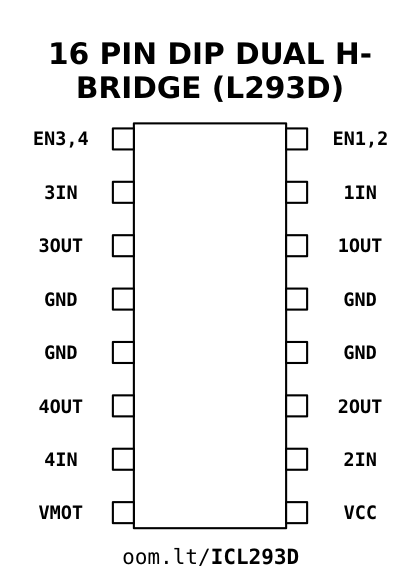 16 PIN DIP DUAL H-
BRIDGE (L293D)
EN3,4 EN1,2
3IN 1IN
3OUT 1OUT
GND GND
GND GND
4OUT 2OUT
4IN 2IN
VMOT VCC
oom.lt/ICL293D